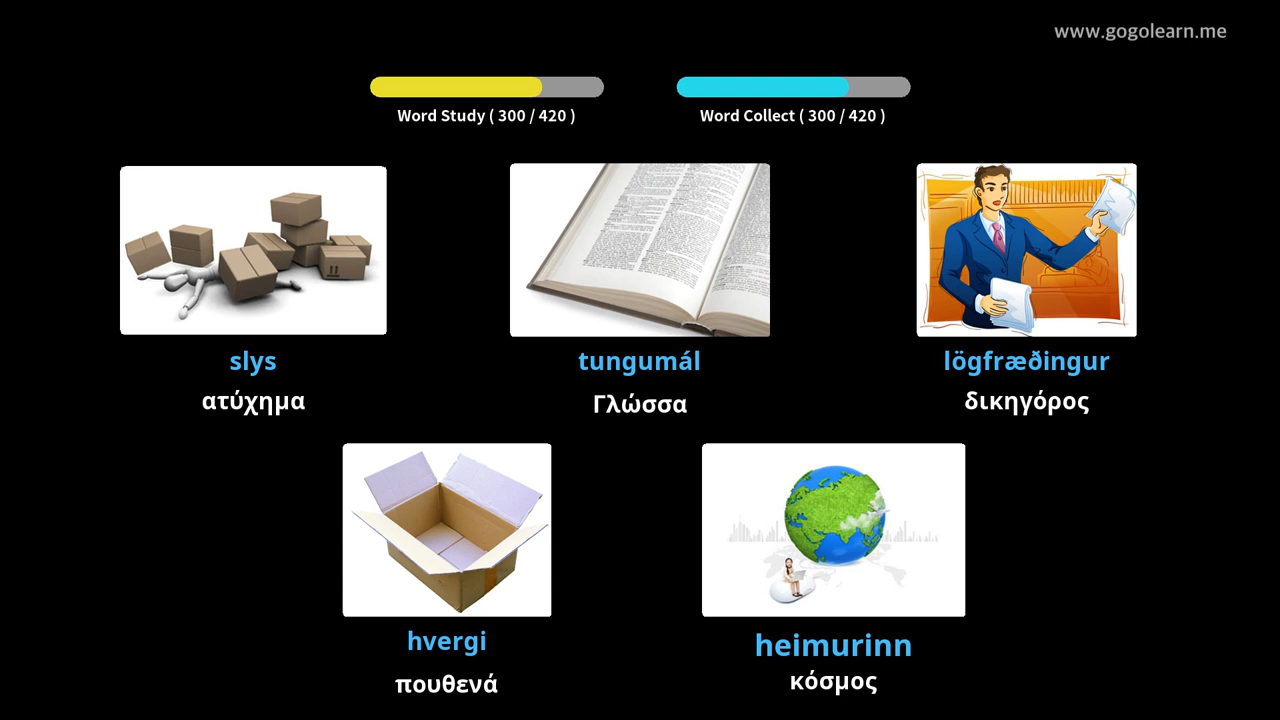 www.gogolearn.me
Word Study ( 300 / 420 )
Word Collect ( 300 / 420 )
slys
ατύχημα
tungumál
Γλώσσα
lögfræðingur
δικηγόρος
hvergi
πουθενά
heimurinn
κόσμος